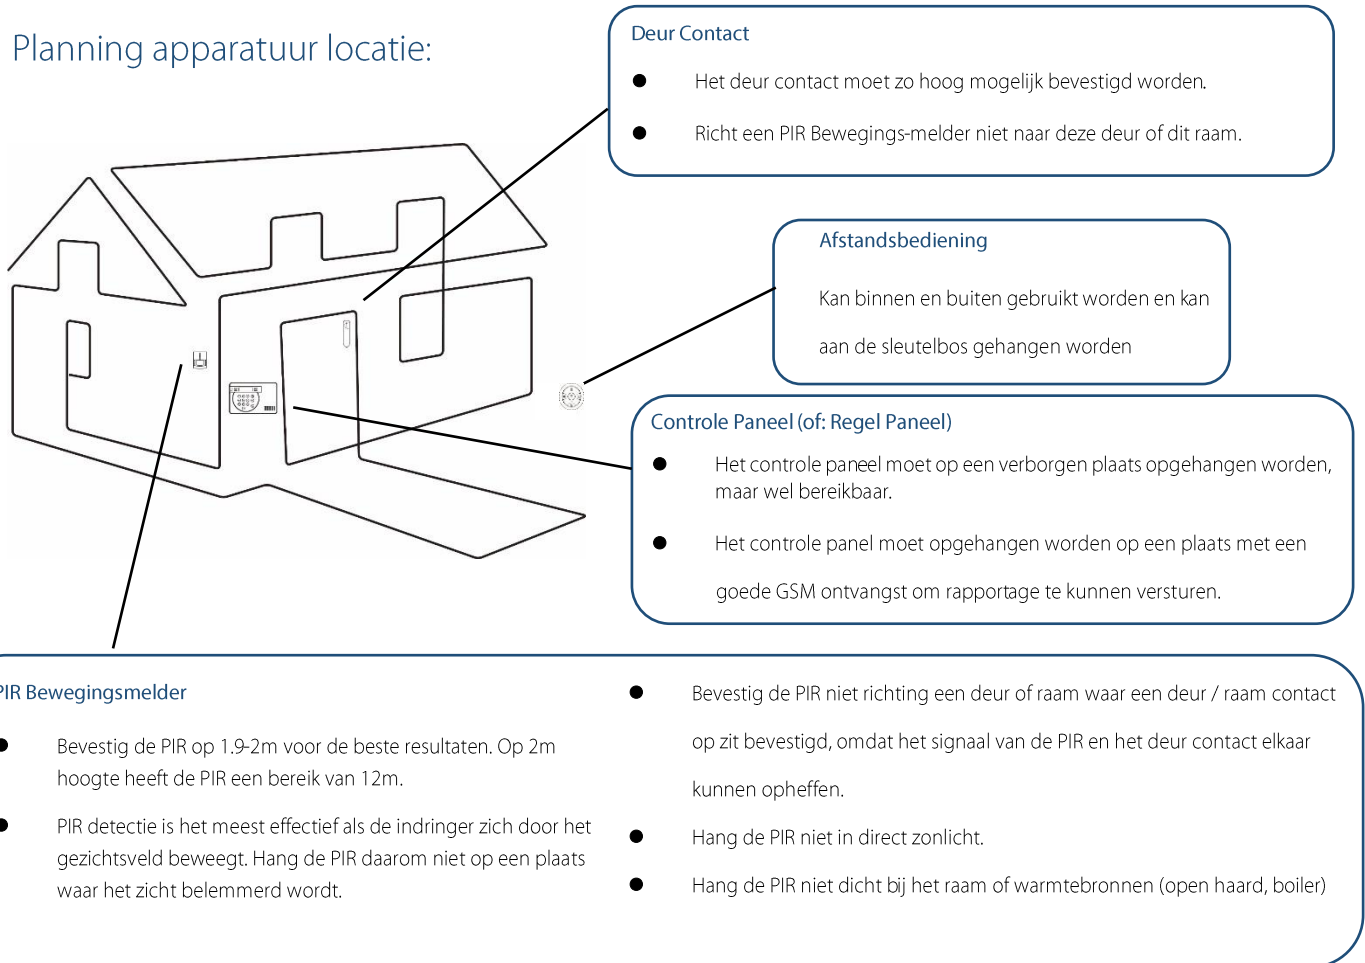 Planning apparatuur locatie:
Deur Contact
● Het deur contact moet zo hoog mogelijk bevestigd worden.
● Richt een PIR Bewegings-melder niet naar deze deur of dit raam.
Afstandsbediening
Kan binnen en buiten gebruikt worden en kan
aan de sleutelbos gehangen worden
Controle Paneel (of: Regel Paneel)
● Het controle paneel moet op een verborgen plaats opgehangen worden,
maar wel bereikbaar.
● Het controle panel moet opgehangen worden op een plaats met een
goede GSM ontvangst om rapportage te kunnen versturen.
PIR Bewegingsmelder
● Bevestig de PIR op 1.9-2m voor de beste resultaten. Op 2m
hoogte heeft de PIR een bereik van 12m.
● PIR detectie is het meest effectief als de indringer zich door het
gezichtsveld beweegt. Hang de PIR daarom niet op een plaats
waar het zicht belemmerd wordt.
● Bevestig de PIR niet richting een deur of raam waar een deur / raam contact
op zit bevestigd, omdat het signaal van de PIR en het deur contact elkaar
kunnen opheffen.
● Hang de PIR niet in direct zonlicht.
● Hang de PIR niet dicht bij het raam of warmtebronnen (open haard, boiler)